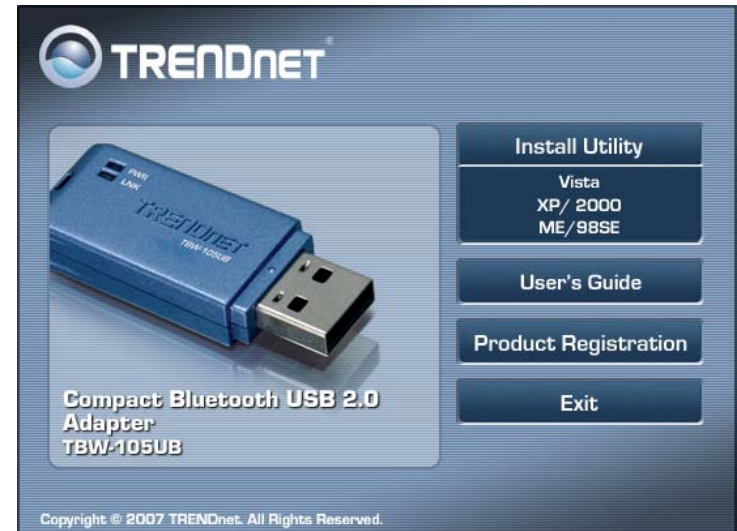 TRENDNET
PWR
LNK
TRENDNET
TBW-105UB
Compact Bluetooth USB 2.0
Adapter
TBW-105UB
Install Utility
Vista
XP/ 2000
ME/98SE
User's Guide
Product Registration
Exit
Copyright © 2007 TRENDnet. All Rights Reserved.